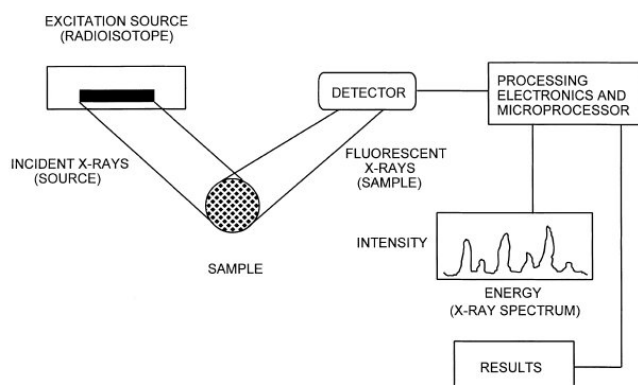 EXCITATION SOURCE
(RADIOISOTOPE)
DETECTOR
PROCESSING
ELECTRONICS AND
MICROPROCESSOR
INCIDENT X-RAYS
(SOURCE)
FLUORESCENT
X-RAYS
(SAMPLE)
SAMPLE
INTENSITY
ENERGY
(X-RAY SPECTRUM)
RESULTS